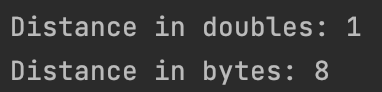 Distance in doubles: 1
Distance in bytes: 8